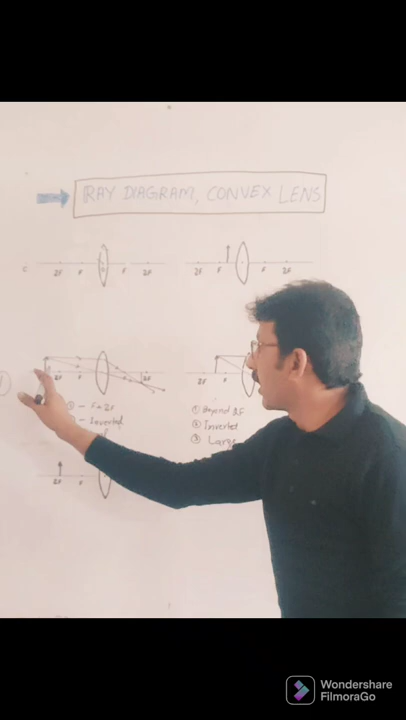 RAY DIAGRAM, CONVEX LENS
C 2F F F 2F
2F F F 2F
2F F 2F
2F F
② - F & 2F
- Inverted
① Beyond 2F
② Inverted
③ Large
2F F
Wondershare
FilmoraGo